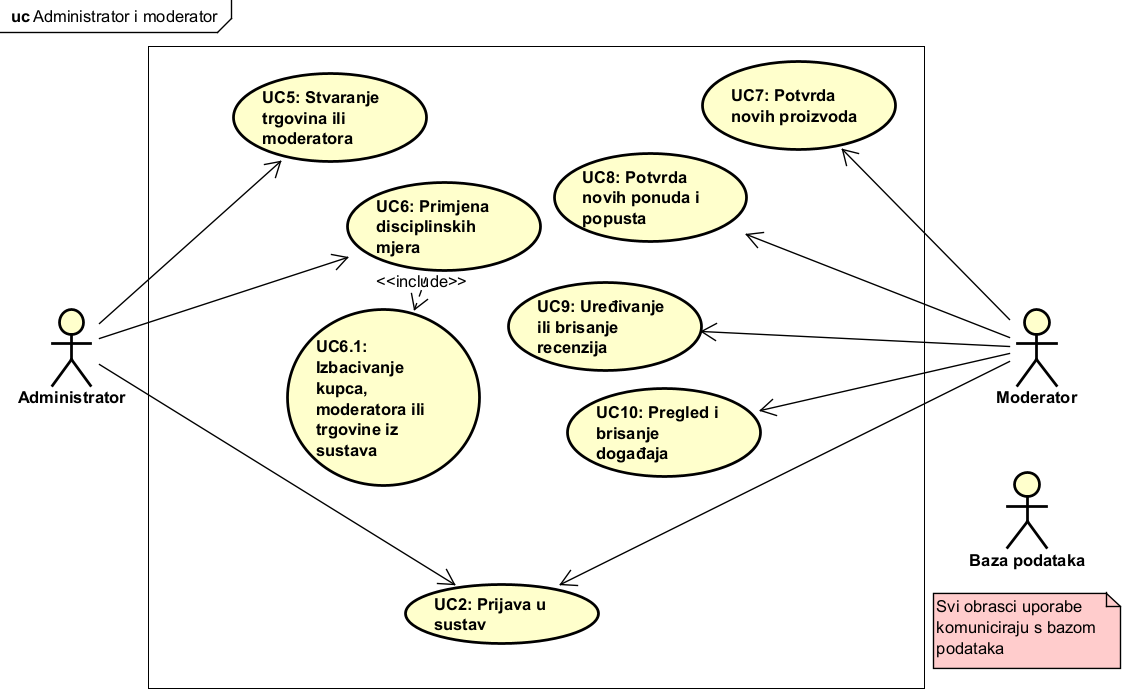 uc Administrator i moderator
UC5: Stvaranje
trgovina ili
moderatora
UC7: Potvrda
novih proizvoda
UC8: Potvrda
novih ponuda i
popusta
UC6: Primjena
disciplinskih
mjera
<<include>>
UC9: Uređivanje
ili brisanje
recenzija
UC6.1:
Izbacivanje
kupca,
moderatora ili
trgovine iz
sustava
Administrator
Moderator
UC10: Pregled i
brisanje
događaja
Baza podataka
UC2: Prijava u
sustav
Svi obrasci uporabe
komuniciraju s bazom
podataka